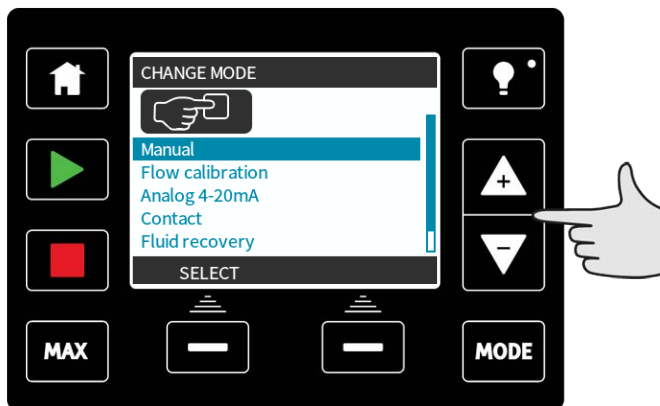 CHANGE MODE
Manual
Flow calibration
Analog 4-20mA
Contact
Fluid recovery
SELECT
+
−
MAX
MODE